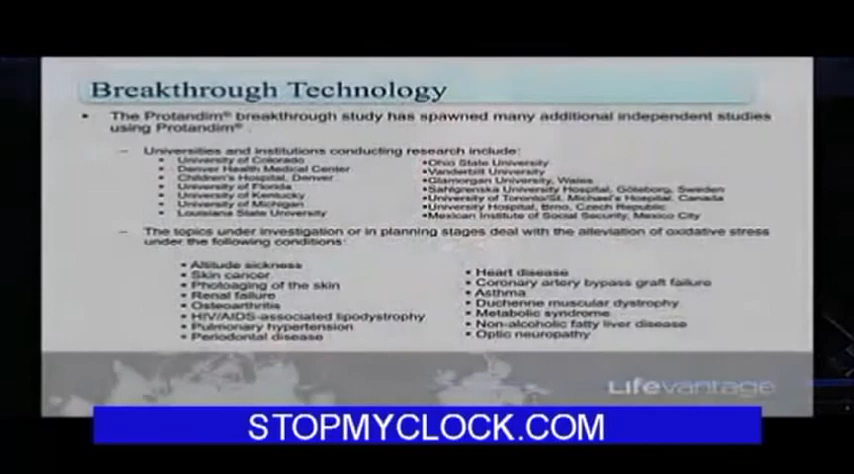 Breakthrough Technology
▪ The Protandim® breakthrough study has spawned many additional independent studies
using Protandim® .
– Universities and institutions conducting research include:
▪ University of Colorado
▪ Denver Health Medical Center
▪ Children's Hospital, Denver
▪ University of Florida
▪ University of Kentucky
▪ University of Michigan
▪ Louisiana State University
▪Ohio State University
▪Vanderbilt University
▪Glamorgan University, Wales
▪Sahlgrenska University Hospital, Göteborg, Sweden
▪University of Toronto/St. Michael's Hospital, Canada
▪University Hospital, Brno, Czech Republic
▪Mexican Institute of Social Security, Mexico City
– The topics under investigation or in planning stages deal with the alleviation of oxidative stress
under the following conditions:
▪ Altitude sickness
▪ Skin cancer
▪ Photoaging of the skin
▪ Renal failure
▪ Osteoarthritis
▪ HIV/AIDS-associated lipodystrophy
▪ Pulmonary hypertension
▪ Periodontal disease
▪ Heart disease
▪ Coronary artery bypass graft failure
▪ Asthma
▪ Duchenne muscular dystrophy
▪ Metabolic syndrome
▪ Non-alcoholic fatty liver disease
▪ Optic neuropathy
Lifevantage
STOPMYCLOCK.COM